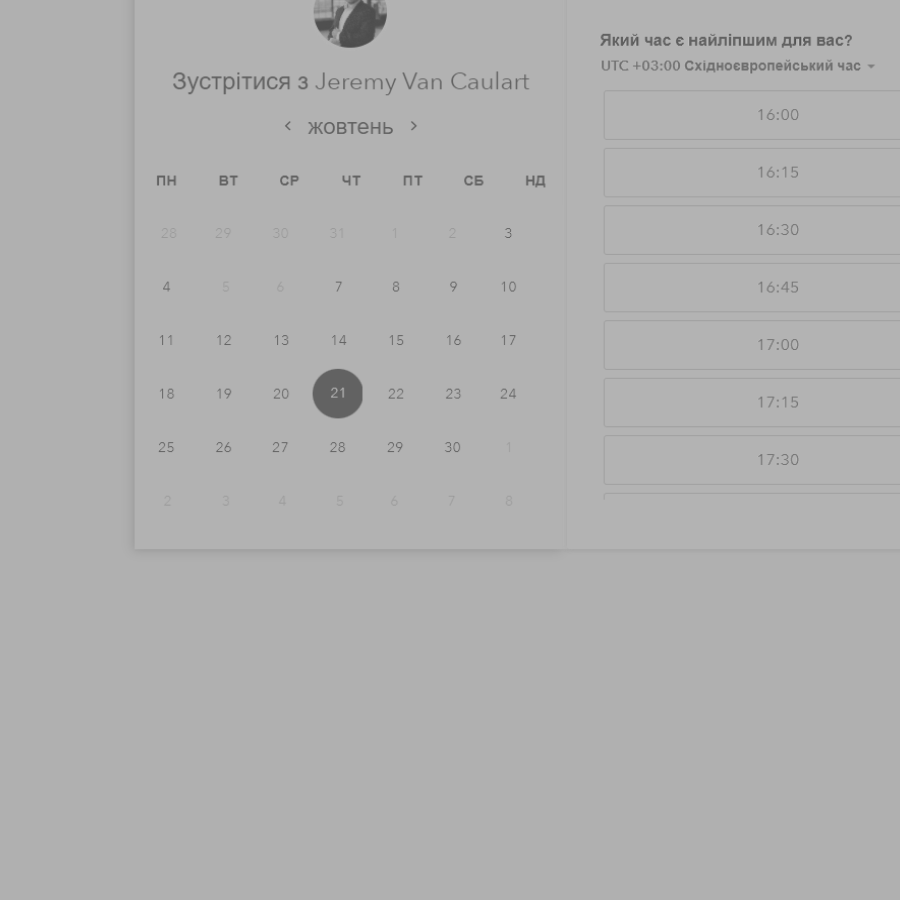 Зустрітися з Jeremy Van Caulart
жовтень
ПН ВТ СР ЧТ ПТ СБ НД
28 29 30 31 1 2 3
4 5 6 7 8 9 10
11 12 13 14 15 16 17
18 19 20 21 22 23 24
25 26 27 28 29 30 1
2 3 4 5 6 7 8
Який час є найліпшим для вас?
UTC +03:00 Східноєвропейський час
16:00
16:15
16:30
16:45
17:00
17:15
17:30